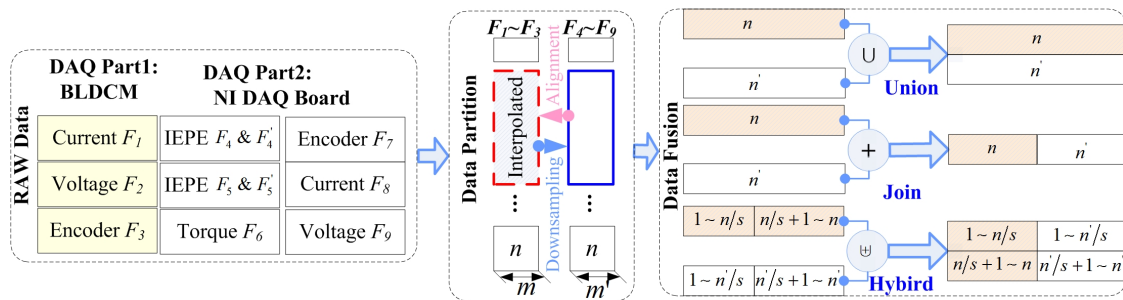 RAW Data
DAQ Part1:
BLDCM
DAQ Part2:
NI DAQ Board
Current F₁
IEPE F₄ & F₄'
Encoder F₇
Voltage F₂
IEPE F₅ & F₅'
Current F₈
Encoder F₃
Torque F₆
Voltage F₉
Data Partition
F₁~F₃
F₄~F₉
Interpolated
Alignment
Downsampling
...
...
n
n
m
m'
Data Fusion
n
n'
∪
Union
n
n'
n
n'
+
Join
n
n'
1 ~ n/s
n/s + 1 ~ n
1 ~ n'/s
n'/s + 1 ~ n'
⊎
Hybird
1 ~ n/s
1 ~ n'/s
n/s + 1 ~ n
n'/s + 1 ~ n'